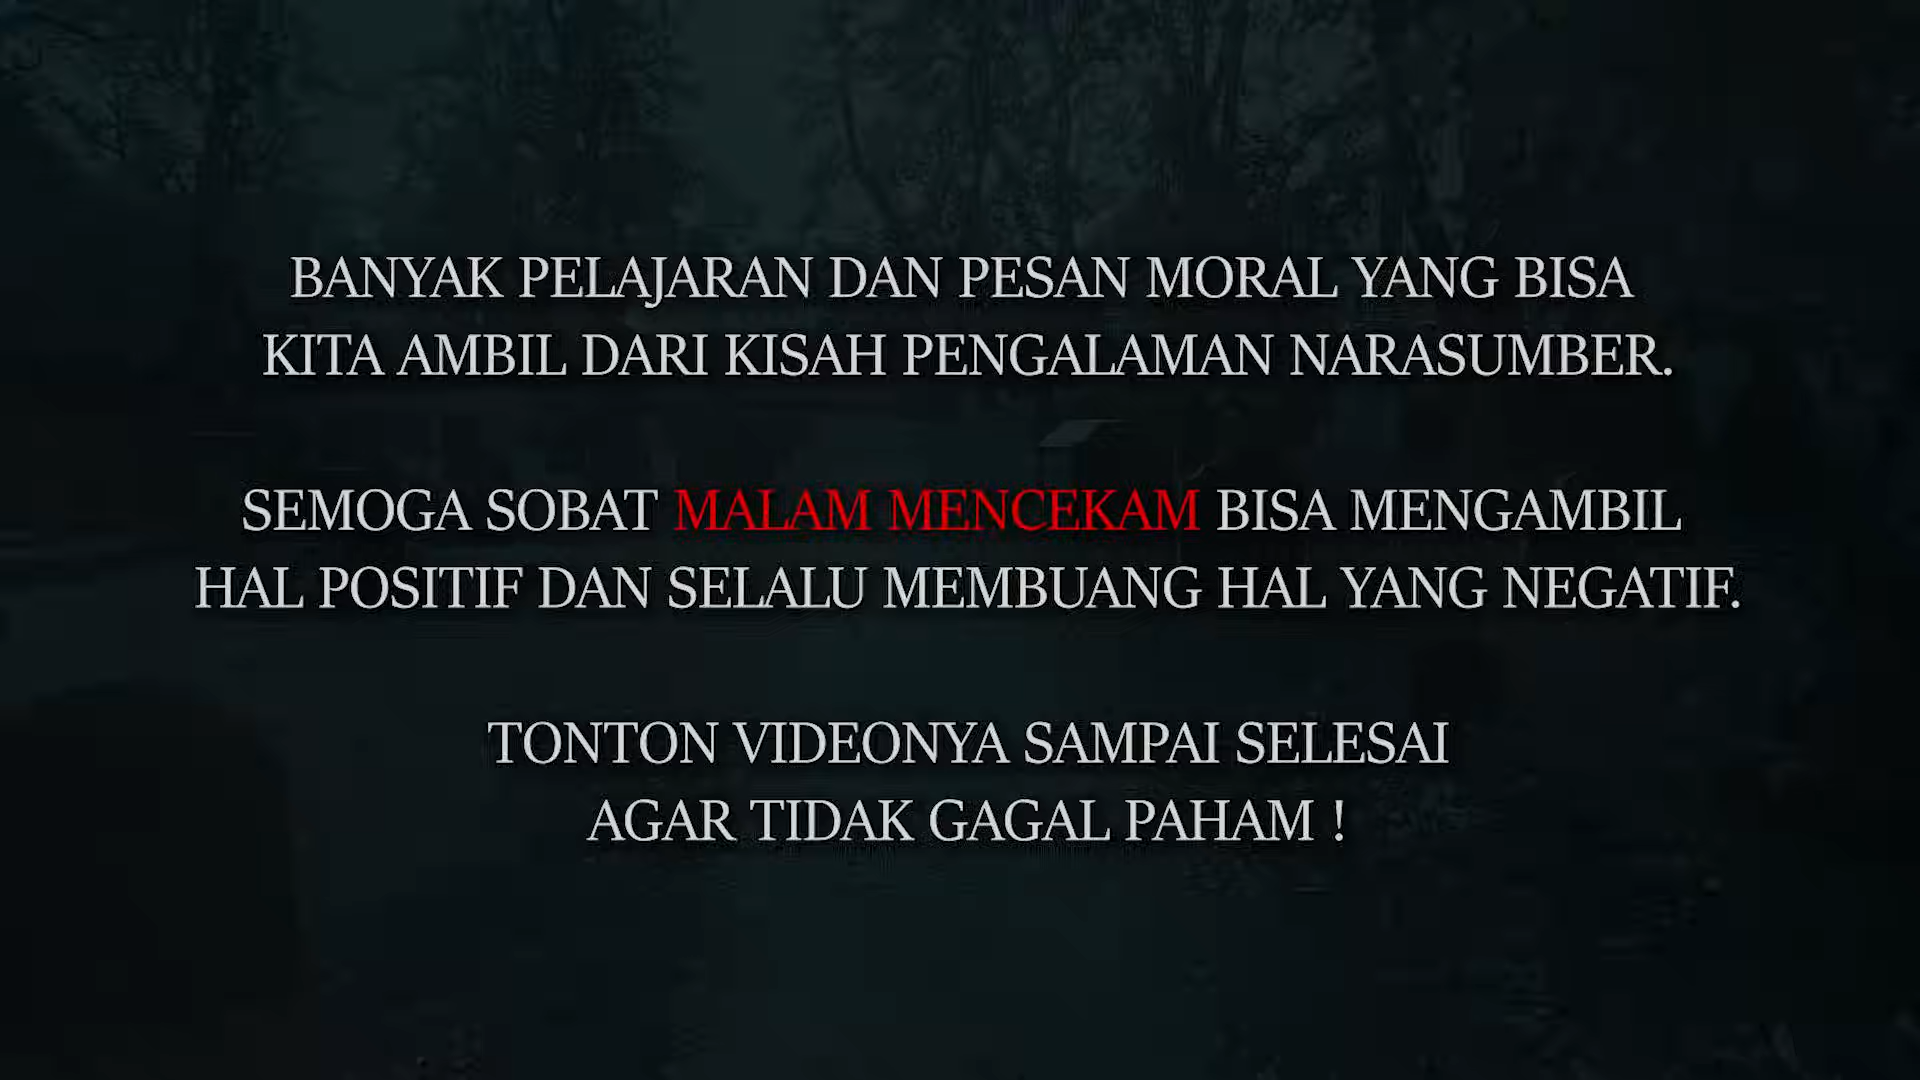 BANYAK PELAJARAN DAN PESAN MORAL YANG BISA
KITA AMBIL DARI KISAH PENGALAMAN NARASUMBER.
SEMOGA SOBAT MALAM MENCEKAM BISA MENGAMBIL
HAL POSITIF DAN SELALU MEMBUANG HAL YANG NEGATIF.
TONTON VIDEONYA SAMPAI SELESAI
AGAR TIDAK GAGAL PAHAM !